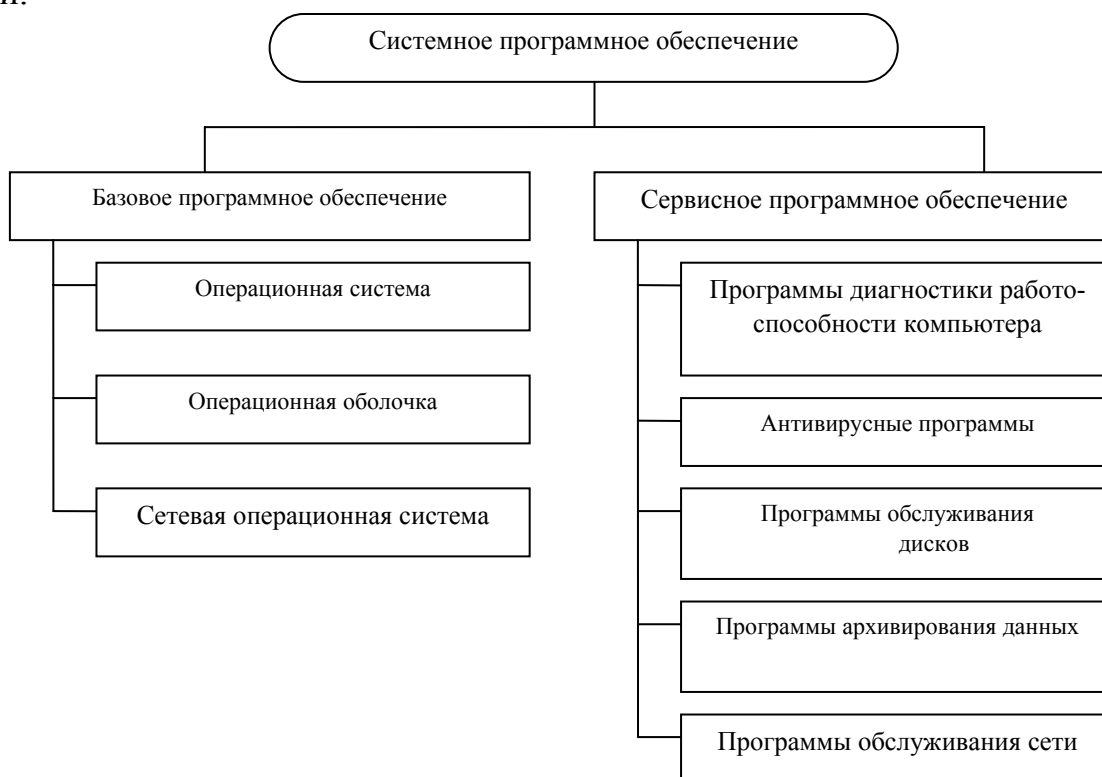 Системное программное обеспечение
Базовое программное обеспечение
Операционная система
Операционная оболочка
Сетевая операционная система
Сервисное программное обеспечение
Программы диагностики работо-
способности компьютера
Антивирусные программы
Программы обслуживания
дисков
Программы архивирования данных
Программы обслуживания сети